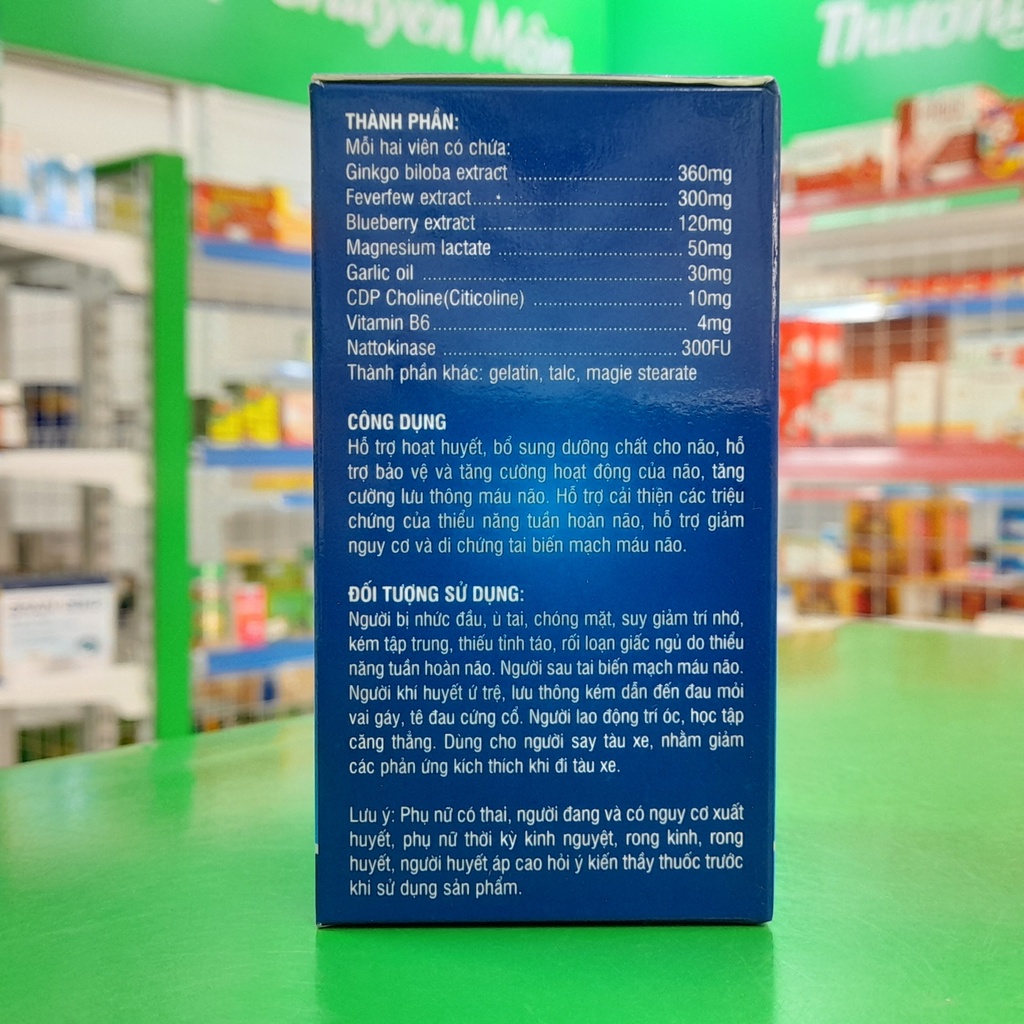 Chuyên Môn
Thương
THÀNH PHẦN:
Mỗi hai viên có chứa:
Ginkgo biloba extract ........................ 360mg
Feverfew extract........................ 300mg
Blueberry extract ........................ 120mg
Magnesium lactate ........................ 50mg
Garlic oil ........................ 30mg
CDP Choline(Citicoline) ........................ 10mg
Vitamin B6........................ 4mg
Nattokinase ........................ 300FU
Thành phần khác: gelatin, talc, magie stearate
CÔNG DỤNG
Hỗ trợ hoạt huyết, bổ sung dưỡng chất cho não, hỗ
trợ bảo vệ và tăng cường hoạt động của não, tăng
cường lưu thông máu não. Hỗ trợ cải thiện các triệu
chứng của thiểu năng tuần hoàn não, hỗ trợ giảm
nguy cơ và di chứng tai biến mạch máu não.
ĐỐI TƯỢNG SỬ DỤNG:
Người bị nhức đầu, ù tai, chóng mặt, suy giảm trí nhớ,
kém tập trung, thiếu tỉnh táo, rối loạn giấc ngủ do thiểu
năng tuần hoàn não. Người sau tai biến mạch máu não.
Người khí huyết ứ trệ, lưu thông kém dẫn đến đau mỏi
vai gáy, tê đau cứng cổ. Người lao động trí óc, học tập
căng thẳng. Dùng cho người say tàu xe, nhằm giảm
các phản ứng kích thích khi đi tàu xe.
Lưu ý: Phụ nữ có thai, người đang và có nguy cơ xuất
huyết, phụ nữ thời kỳ kinh nguyệt, rong kinh, rong
huyết, người huyết áp cao hỏi ý kiến thầy thuốc trước
khi sử dụng sản phẩm.